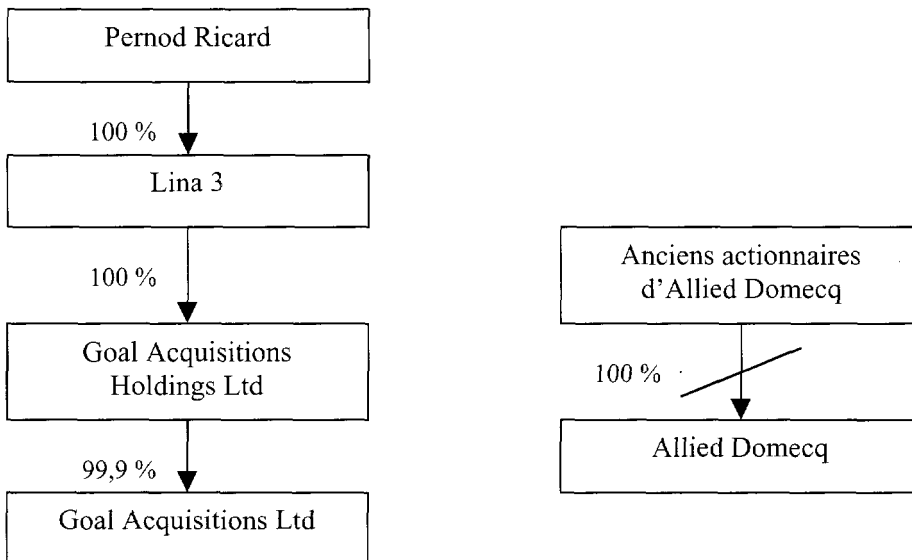 Pernod Ricard
100 %
Lina 3
100 %
Goal Acquisitions
Holdings Ltd
99,9 %
Goal Acquisitions Ltd
Anciens actionnaires
d'Allied Domecq
100 %
Allied Domecq